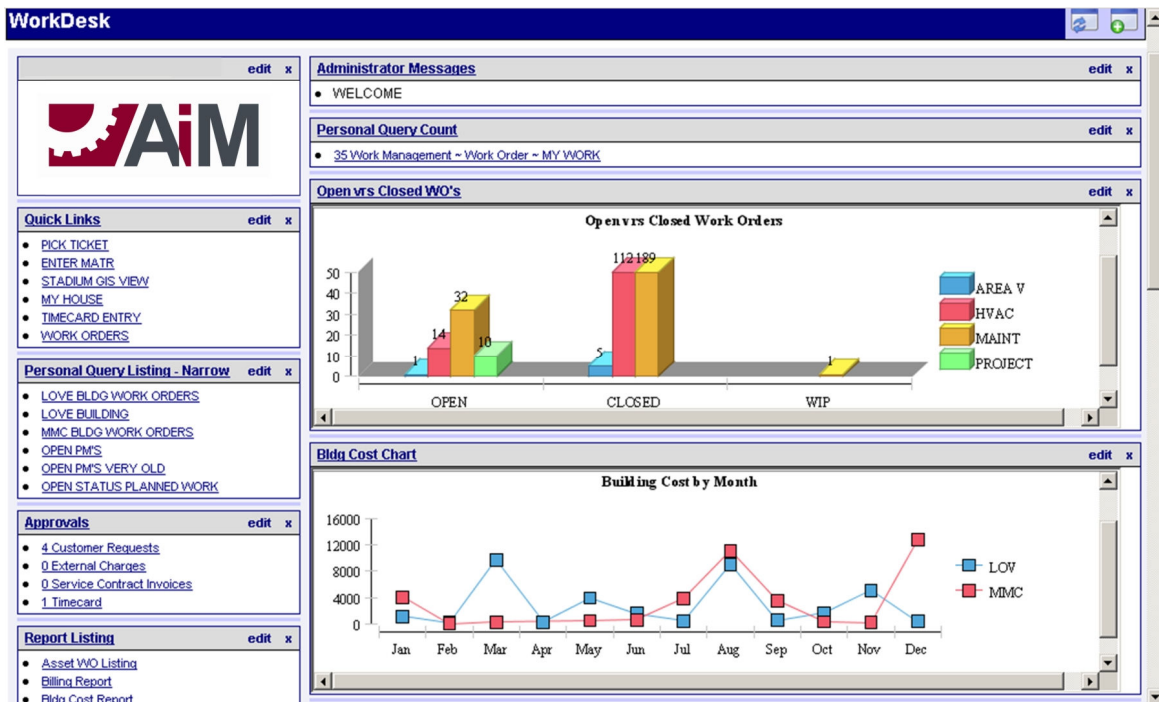 WorkDesk
edit x
AiM
Quick Links edit x
PICK TICKET
ENTER MATR
STADIUM GIS VIEW
MY HOUSE
TIMECARD ENTRY
WORK ORDERS
Personal Query Listing - Narrow edit x
LOVE BLDG WORK ORDERS
LOVE BUILDING
MMC BLDG WORK ORDERS
OPEN PM'S
OPEN PM'S VERY OLD
OPEN STATUS PLANNED WORK
Approvals edit x
4 Customer Requests
0 External Charges
0 Service Contract Invoices
1 Timecard
Report Listing edit x
Asset WO Listing
Billing Report
Bldg Cost Report
Administrator Messages edit x
WELCOME
Personal Query Count edit x
35 Work Management ~ Work Order ~ MY WORK
Open vrs Closed WO's edit x
Open vrs Closed Work Orders
50
40
30
20
10
0
1 14 32 10
5 112 189
1
OPEN CLOSED WIP
AREA V
HVAC
MAINT
PROJECT
Bldg Cost Chart edit x
Building Cost by Month
16000
12000
8000
4000
0
Jan Feb Mar Apr May Jun Jul Aug Sep Oct Nov Dec
LOV
MMC